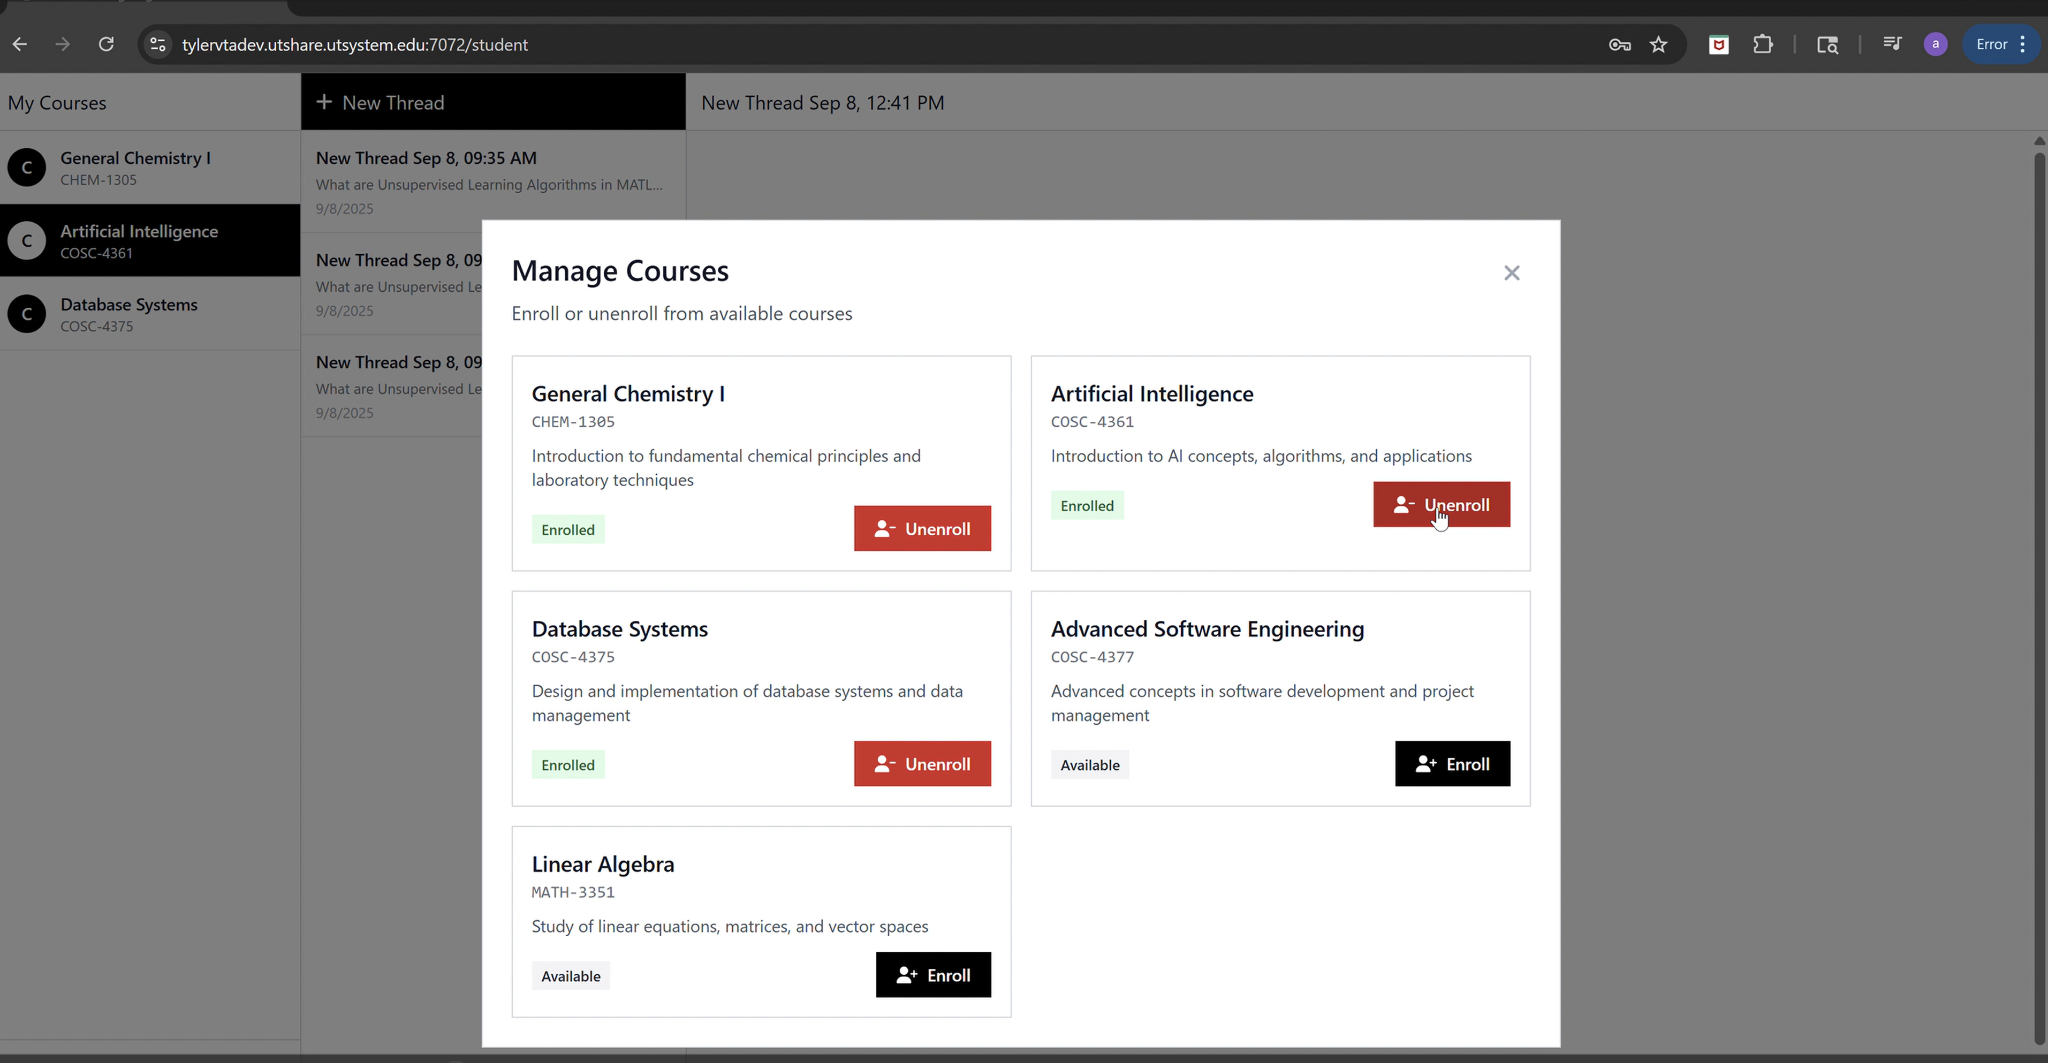 tylervtadev.utshare.utsystem.edu:7072/student
a
Error
My Courses
New Thread
New Thread Sep 8, 12:41 PM
C
General Chemistry I
CHEM-1305
C
Artificial Intelligence
COSC-4361
C
Database Systems
COSC-4375
New Thread Sep 8, 09:35 AM
What are Unsupervised Learning Algorithms in MATL...
9/8/2025
New Thread Sep 8, 09
What are Unsupervised Le
9/8/2025
New Thread Sep 8, 09
What are Unsupervised Le
9/8/2025
Manage Courses
Enroll or unenroll from available courses
General Chemistry I
CHEM-1305
Introduction to fundamental chemical principles and
laboratory techniques
Enrolled
Unenroll
Artificial Intelligence
COSC-4361
Introduction to AI concepts, algorithms, and applications
Enrolled
Unenroll
Database Systems
COSC-4375
Design and implementation of database systems and data
management
Enrolled
Unenroll
Advanced Software Engineering
COSC-4377
Advanced concepts in software development and project
management
Available
Enroll
Linear Algebra
MATH-3351
Study of linear equations, matrices, and vector spaces
Available
Enroll